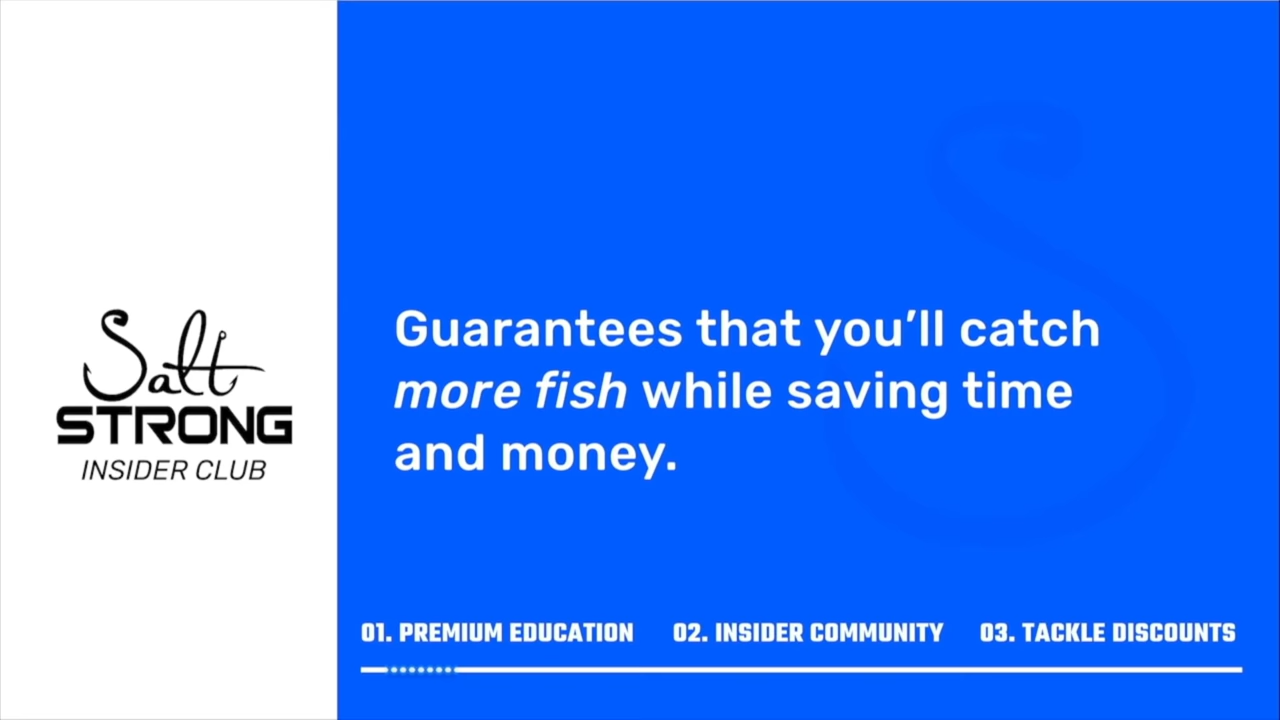 Salt
STRONG
INSIDER CLUB
Guarantees that you’ll catch
more fish while saving time
and money.
01. PREMIUM EDUCATION
02. INSIDER COMMUNITY
03. TACKLE DISCOUNTS